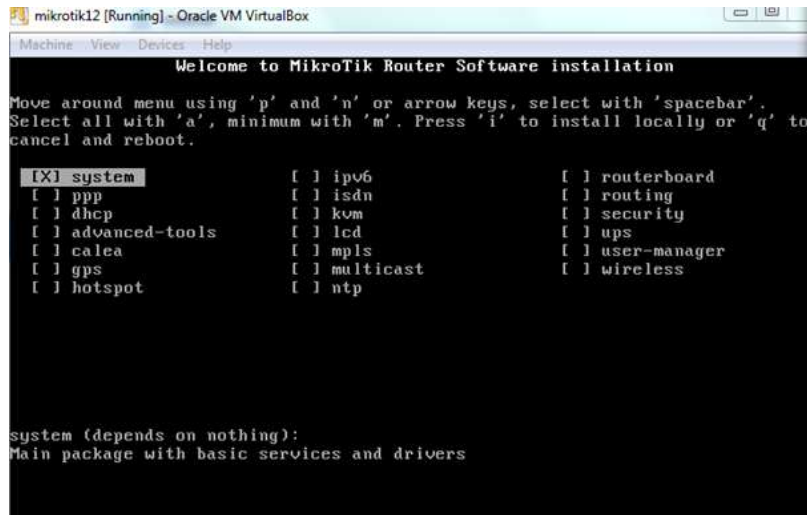 mikrotik12 [Running] - Oracle VM VirtualBox
Machine View Devices Help
Welcome to MikroTik Router Software installation
Move around menu using 'p' and 'n' or arrow keys, select with 'spacebar'.
Select all with 'a', minimum with 'm'. Press 'i' to install locally or 'q' to
cancel and reboot.
[X] system [ ] ipv6 [ ] routerboard
[ ] ppp [ ] isdn [ ] routing
[ ] dhcp [ ] kvm [ ] security
[ ] advanced-tools [ ] lcd [ ] ups
[ ] calea [ ] mpls [ ] user-manager
[ ] gps [ ] multicast [ ] wireless
[ ] hotspot [ ] ntp
system (depends on nothing):
Main package with basic services and drivers